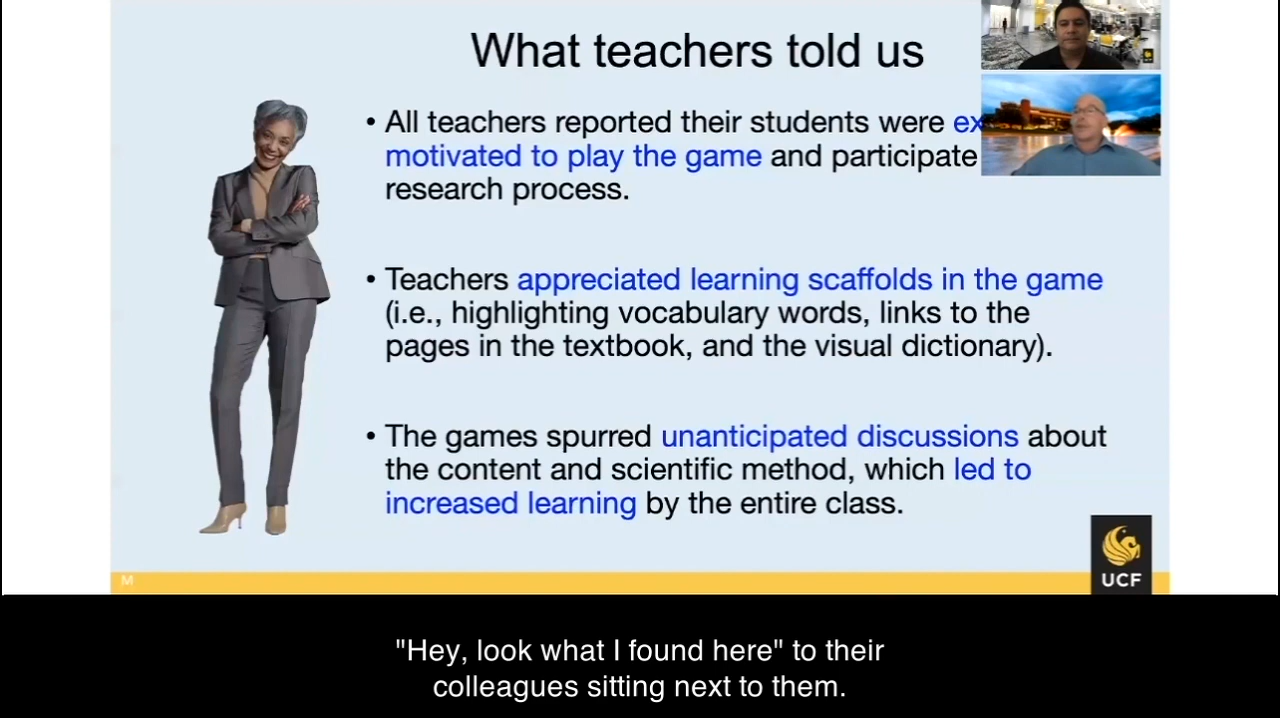 What teachers told us
• All teachers reported their students were ex
motivated to play the game and participate
research process.
• Teachers appreciated learning scaffolds in the game
(i.e., highlighting vocabulary words, links to the
pages in the textbook, and the visual dictionary).
• The games spurred unanticipated discussions about
the content and scientific method, which led to
increased learning by the entire class.
UCF
M
"Hey, look what I found here" to their
colleagues sitting next to them.